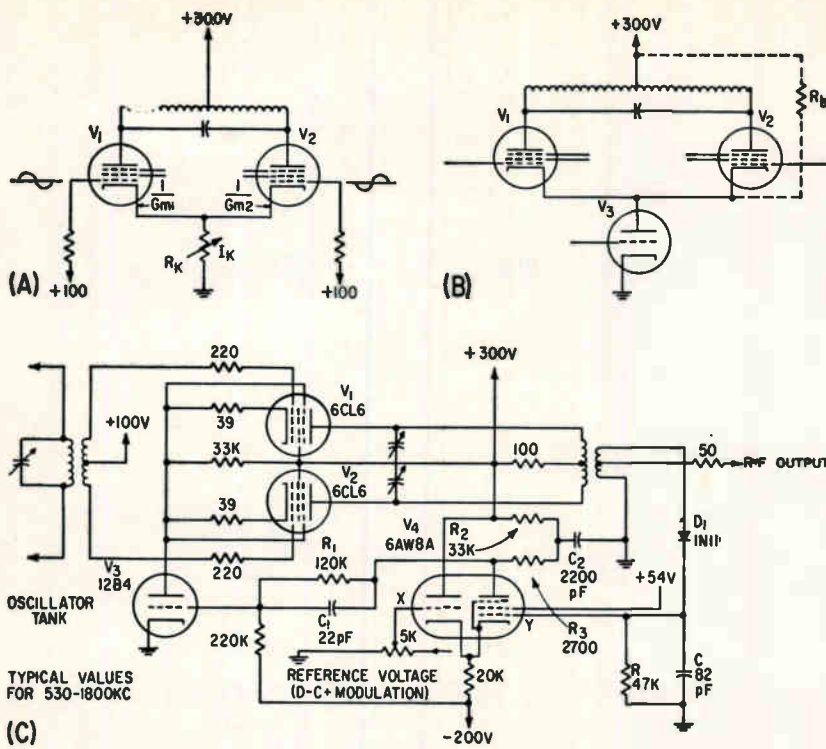 +300V
V1
V2
1
Gm1
1
Gm2
RK
IK
(A)
+100
+100
+300V
Rb
V1
V2
V3
(B)
220
+300V
V1
6CL6
+100V
39
33K
100
50
R-F OUTPUT
V2
6CL6
39
V4
6AW8A
R2
33K
D1
V3
12B4
220
R1
120K
C2
2200
pF
+54V
OSCILLATOR
TANK
C1
22pF
X
Y
R3
2700
220K
5K
TYPICAL VALUES
FOR 530-1800KC
REFERENCE VOLTAGE
(D-C + MODULATION)
20K
R
47K
C
82
pF
-200V
(C)